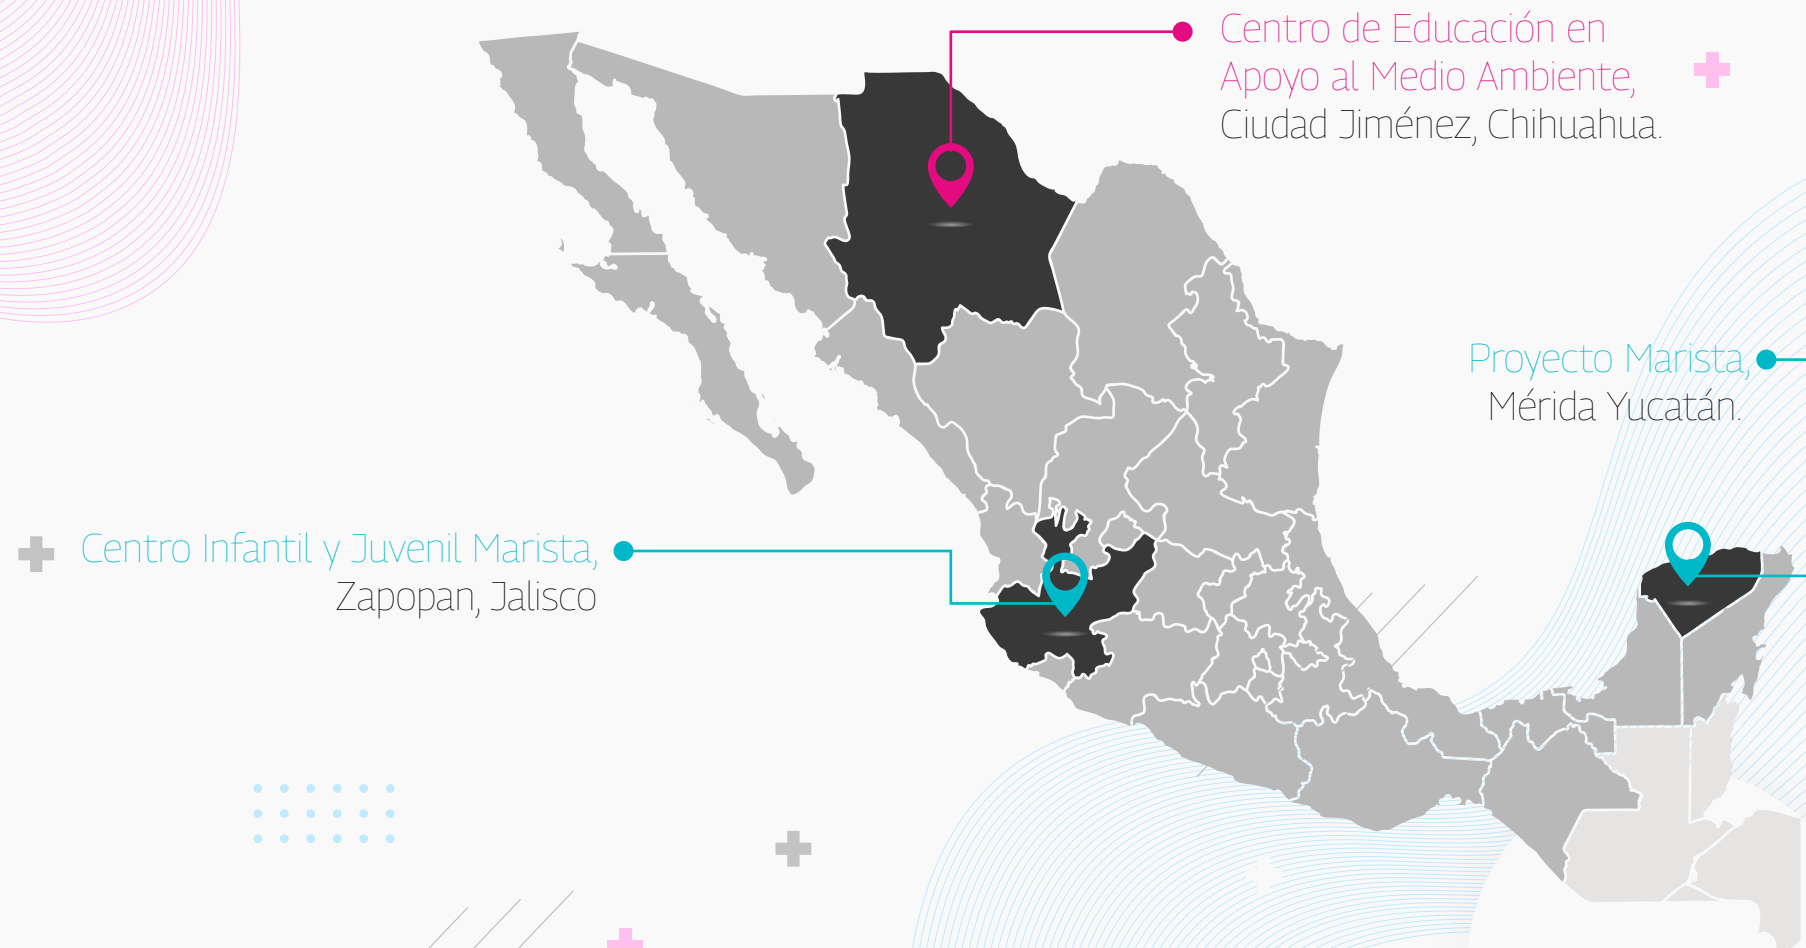 Centro de Educación en
Apoyo al Medio Ambiente,
Ciudad Jiménez, Chihuahua.
Proyecto Marista,
Mérida Yucatán.
Centro Infantil y Juvenil Marista,
Zapopan, Jalisco